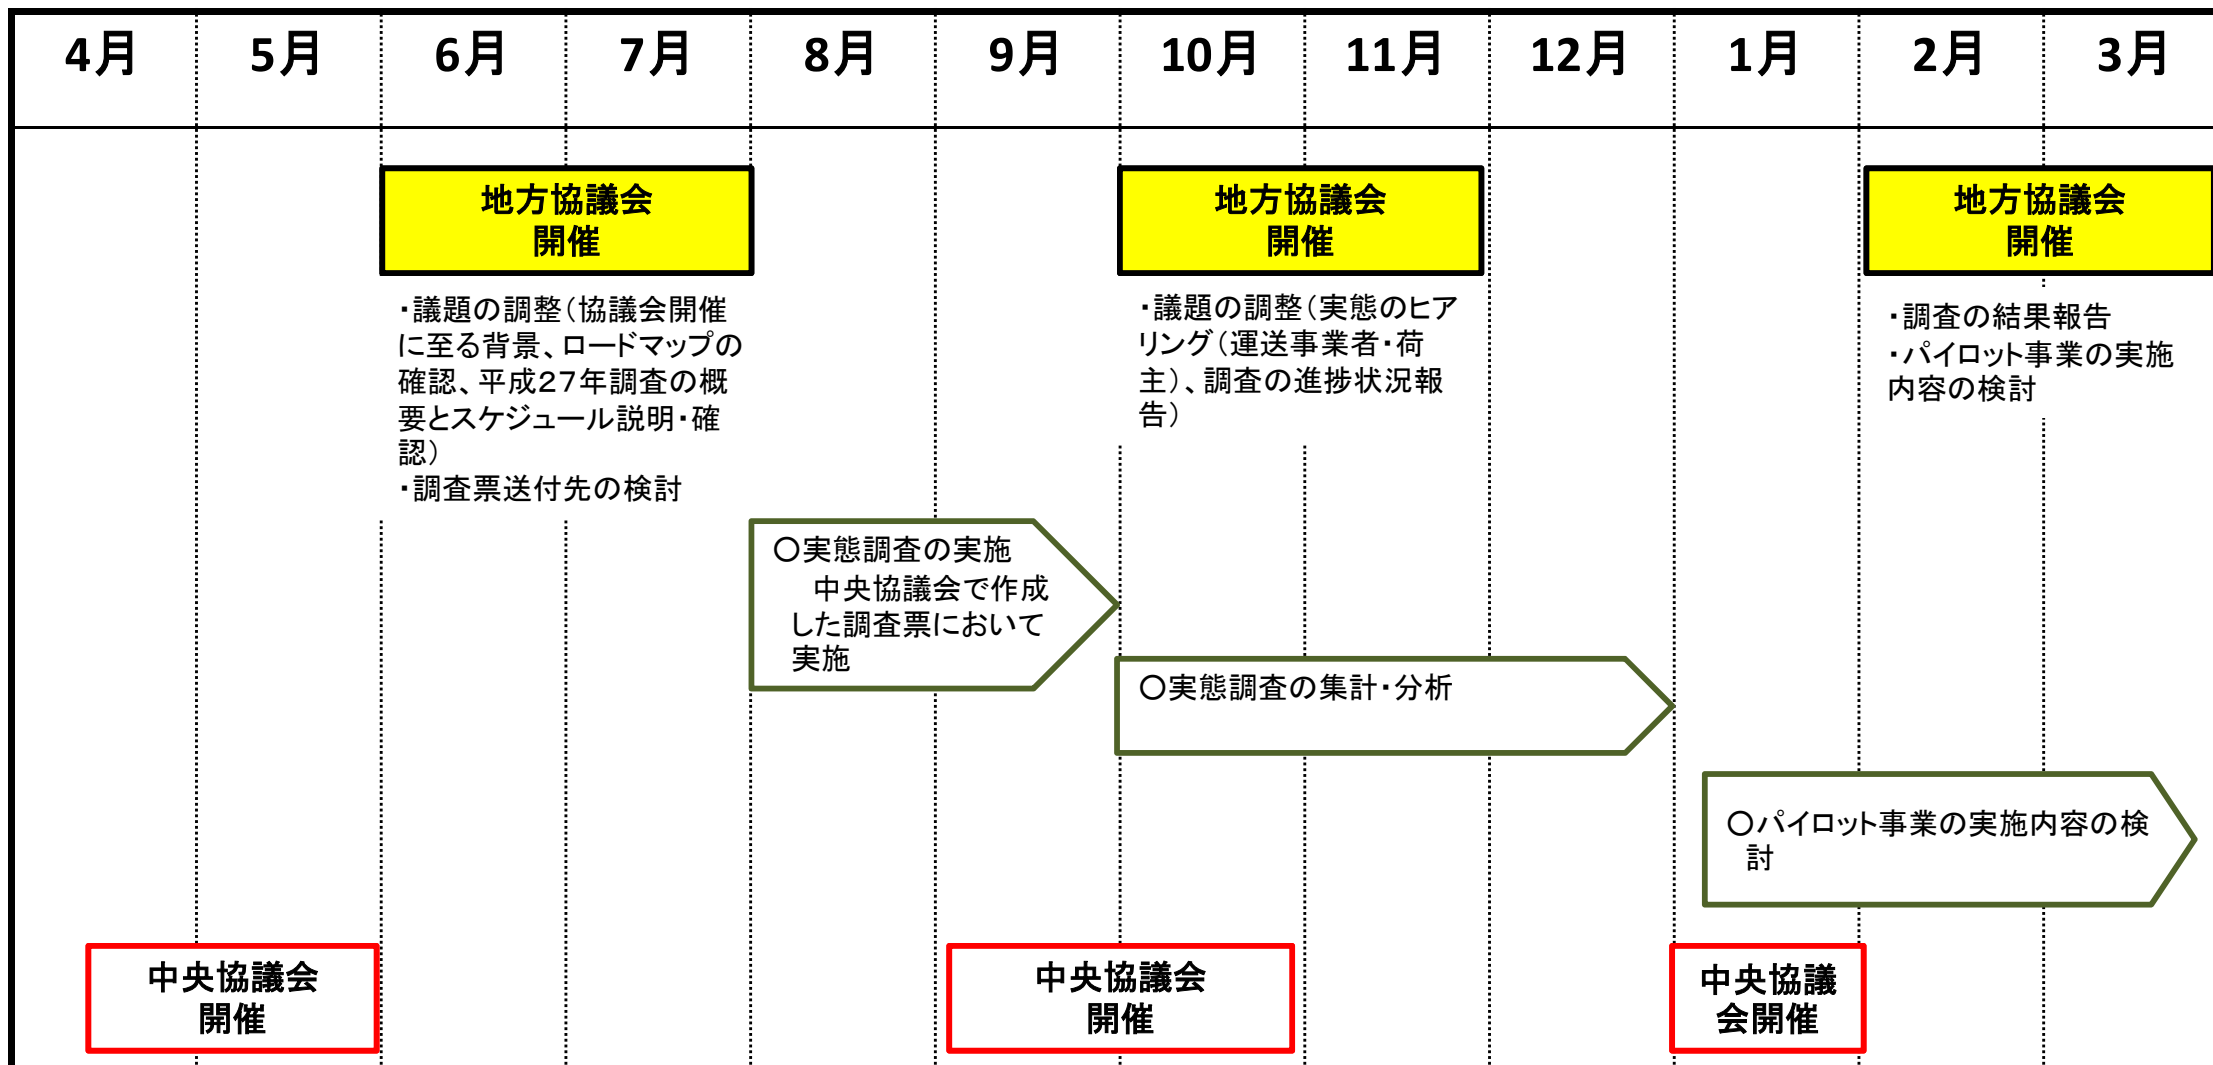 4月 5月 6月 7月 8月 9月 10月 11月 12月 1月 2月 3月
地方協議会
開催
・議題の調整（協議会開催
に至る背景、ロードマップの
確認、平成２７年調査の概
要とスケジュール説明・確
認）
・調査票送付先の検討
地方協議会
開催
・議題の調整（実態のヒア
リング（運送事業者・荷
主）、調査の進捗状況報
告）
地方協議会
開催
・調査の結果報告
・パイロット事業の実施
内容の検討
〇実態調査の実施
中央協議会で作成
した調査票において
実施
〇実態調査の集計・分析
〇パイロット事業の実施内容の検
討
中央協議会
開催
中央協議会
開催
中央協議
会開催